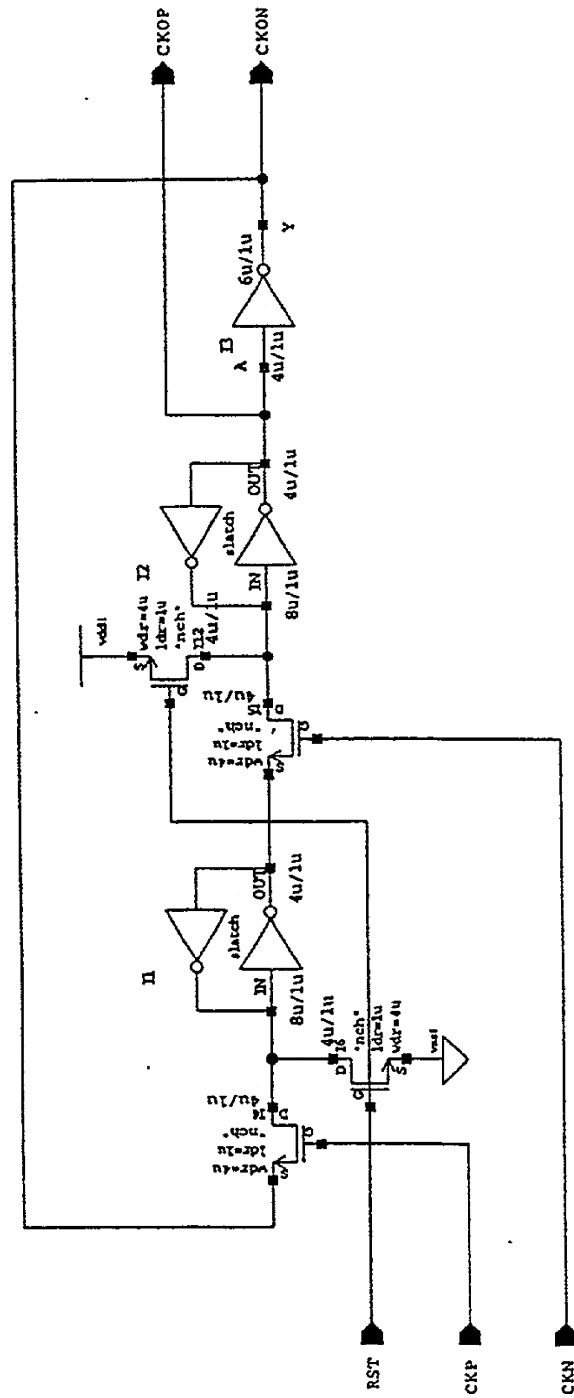 CKOP
CKON
6u/1u
Y
I3
A
4u/1u
OUT
slatch
4u/1u
IN
8u/1u
I2
vdd!
S
wdr=4u
ldr=1u
"nch"
4u/1u
D
I12
G
4u/1u
D
I5
"nch"
ldr=1u
wdr=4u
S
G
I1
OUT
slatch
4u/1u
IN
8u/1u
4u/1u
D
I6
"nch"
ldr=1u
wdr=4u
G
S
vss!
4u/1u
D
I4
"nch"
ldr=1u
wdr=4u
S
G
RST
CKP
CKN